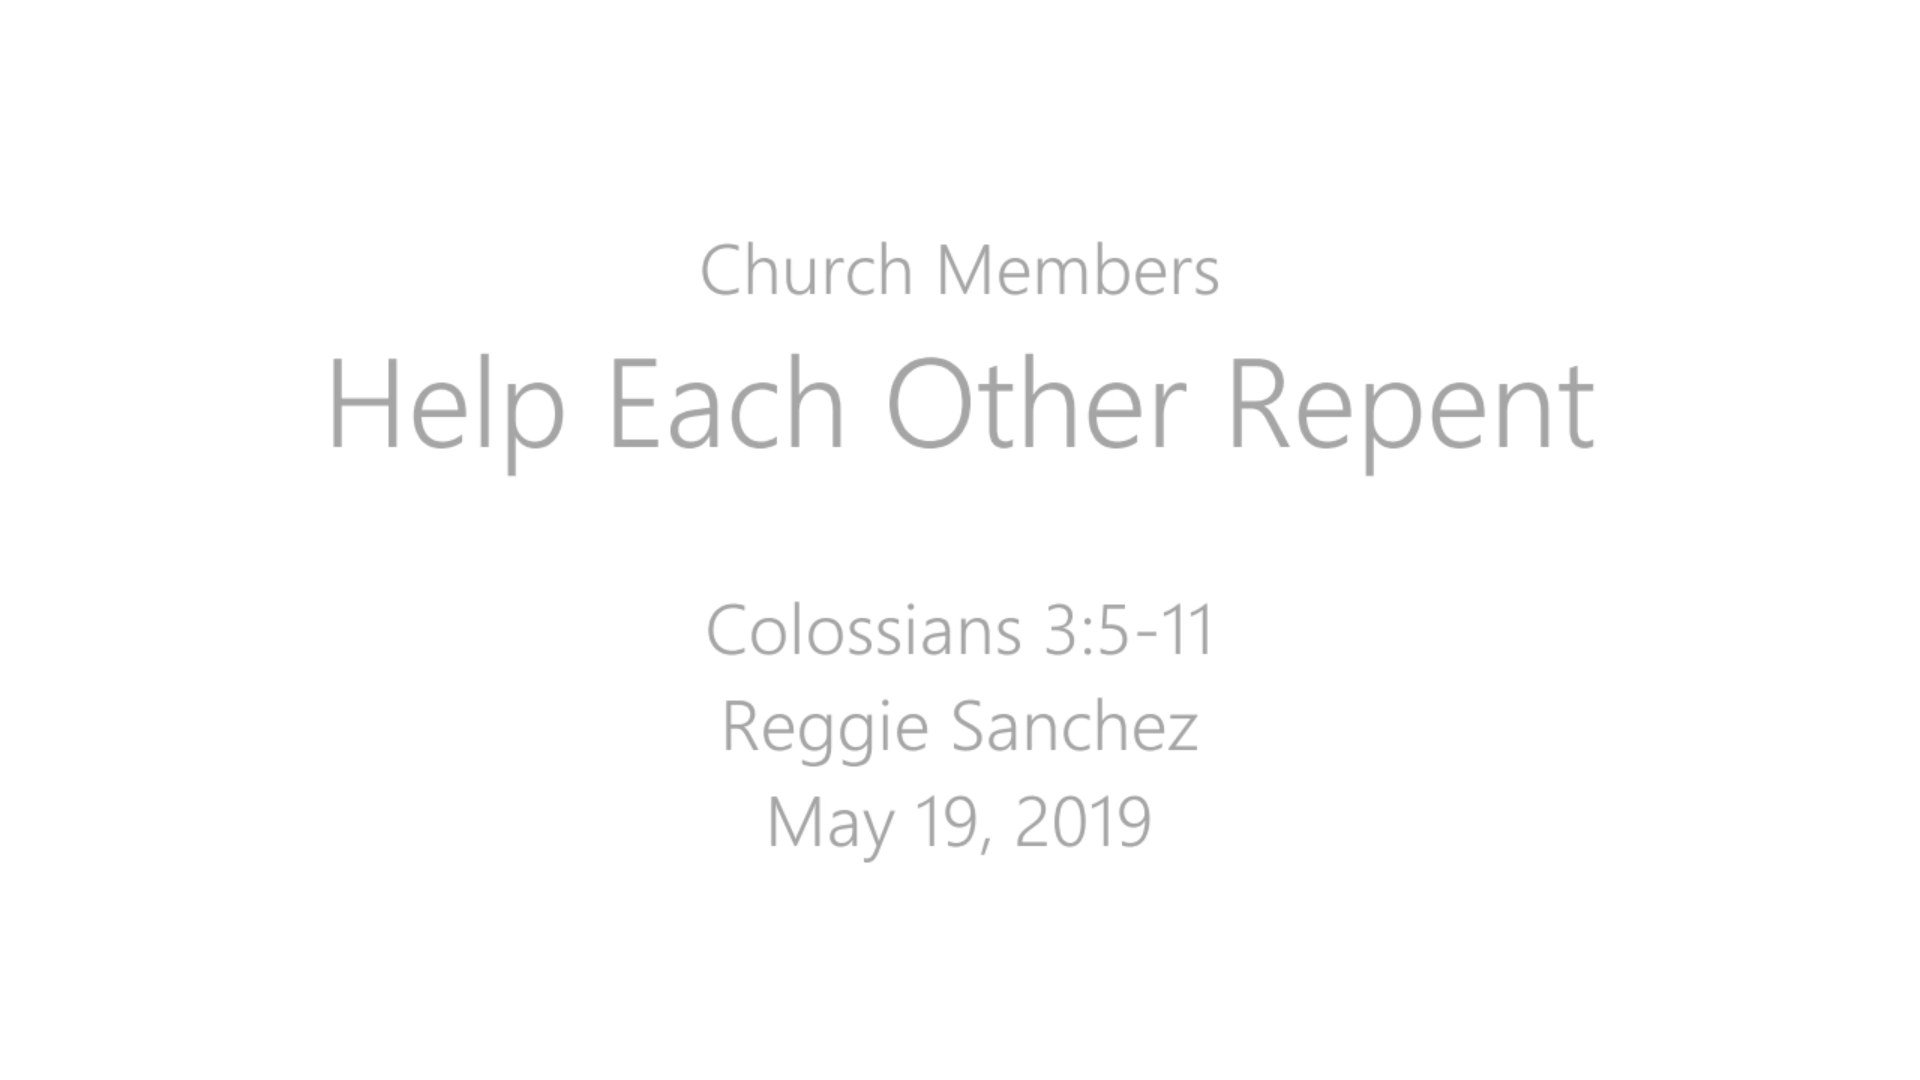 Church Members
Help Each Other Repent
Colossians 3:5-11
Reggie Sanchez
May 19, 2019